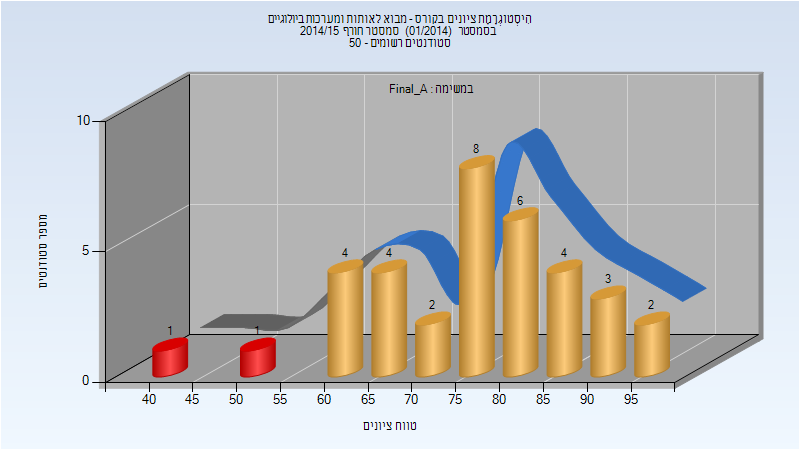 היסטוגרמת ציונים בקורס - מבוא לאותות ומערכות ביולוגיים
בסמסטר (01/2014) סמסטר חורף 2014/15
סטודנטים רשומים - 50
במשימה : Final_A
מספר סטודנטים
10
5
0
1
1
4
4
2
8
6
4
3
2
40 45 50 55 60 65 70 75 80 85 90 95
טווח ציונים